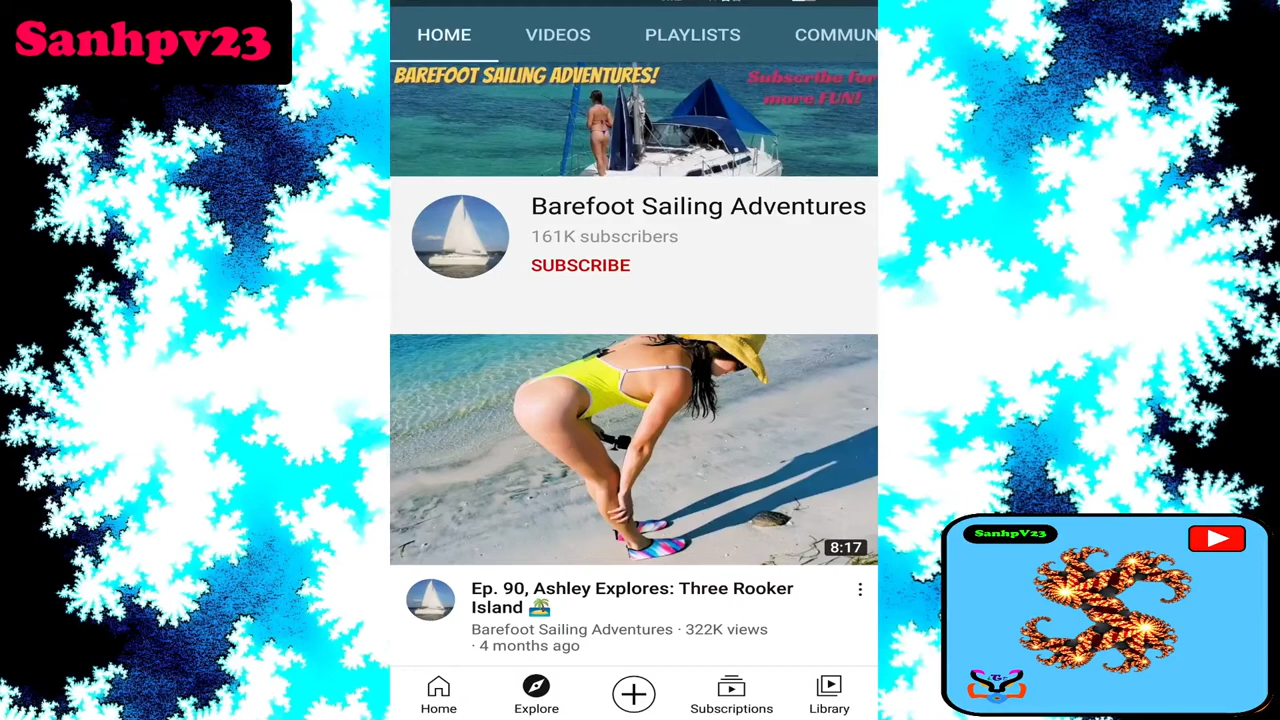 Sanhpv23
HOME
VIDEOS
PLAYLISTS
COMMUN
BAREFOOT SAILING ADVENTURES!
Subscribe for
more FUN!
Barefoot Sailing Adventures
161K subscribers
SUBSCRIBE
8:17
Ep. 90, Ashley Explores: Three Rooker
Island 🏝️
Barefoot Sailing Adventures · 322K views
· 4 months ago
Home
Explore
Subscriptions
Library
SanhpV23